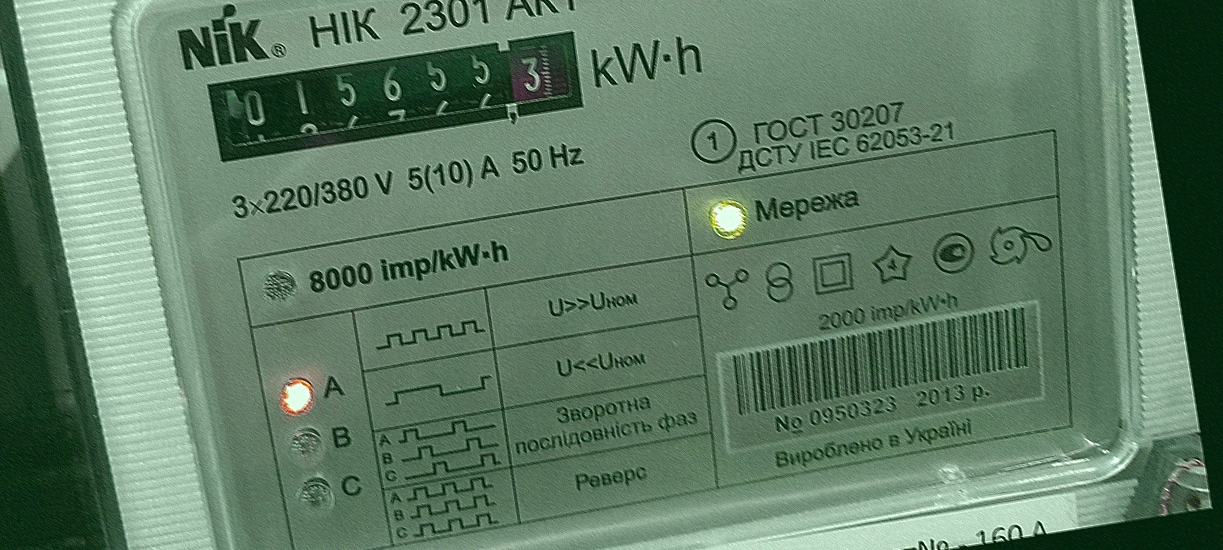 NiK® НІК 2301 АК1
0 1 5 6 5 5 3 kW·h
1 ГОСТ 30207
ДСТУ IEC 62053-21
3×220/380 V 5(10) A 50 Hz
8000 imp/kW·h
Мережа
A
B
C
U>>Uном
U<<Uном
A
B
C
Зворотна
послідовність фаз
A
B
C
Реверс
4
2000 imp/kW·h
No 0950323 2013 р.
Вироблено в Україні
No 160 A